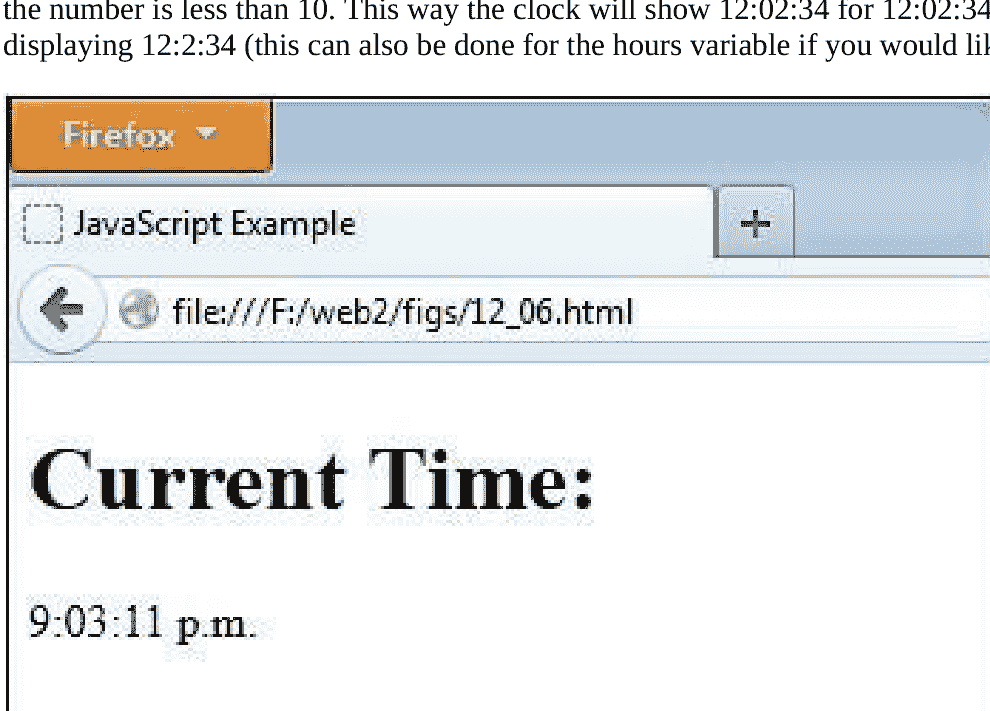 the number is less than 10. This way the clock will show 12:02:34 for 12:02:34
displaying 12:2:34 (this can also be done for the hours variable if you would
Firefox
JavaScript Example
+
file:///F:/web2/figs/12_06.html
Current Time:
9:03:11 p.m.